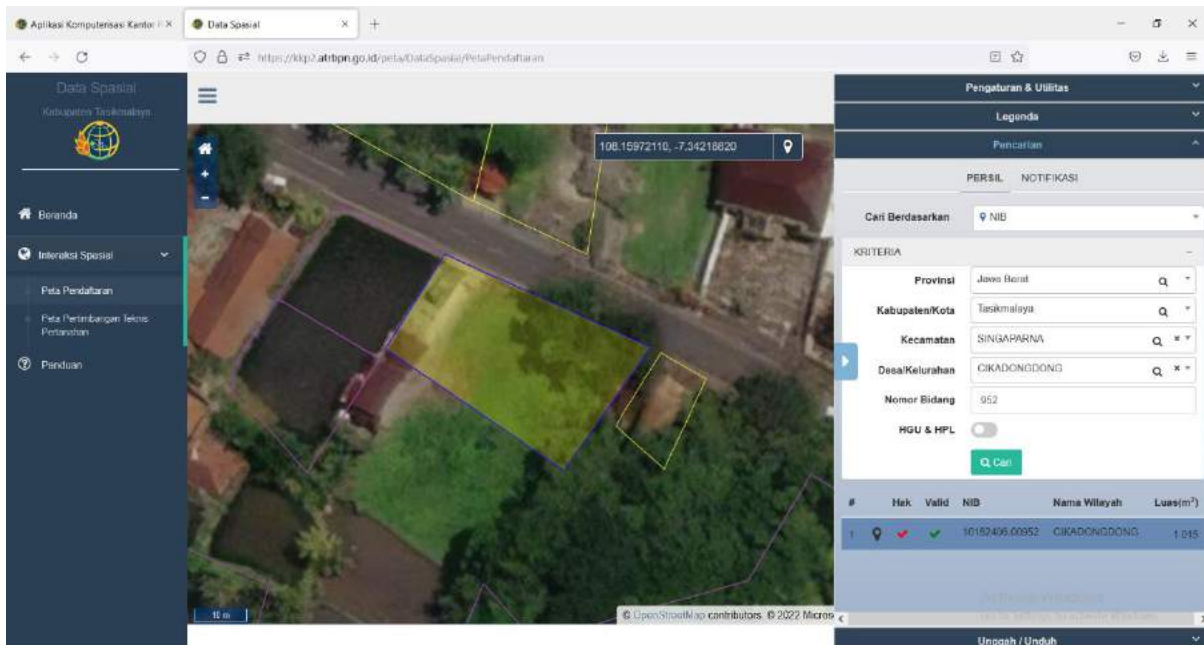 Aplikasi Komputerisasi Kantor
Data Spasial
https://kkp2.atrbpn.go.id/peta/DataSpasial/PetaPendaftaran
Data Spasial
Kabupaten Tasikmalaya
Beranda
Interaksi Spasial
Peta Pendaftaran
Peta Pertimbangan Teknis
Pertanahan
Panduan
108.15972110, -7.34218820
10 m
© OpenStreetMap contributors. © 2022 Micros
Pengaturan & Utilitas
Legenda
Pencarian
PERSIL NOTIFIKASI
Cari Berdasarkan NIB
KRITERIA
Provinsi Jawa Barat
Kabupaten/Kota Tasikmalaya
Kecamatan SINGAPARNA
Desa/Kelurahan CIKADONGDONG
Nomor Bidang 952
HGU & HPL
Cari
# Hak Valid NIB Nama Wilayah Luas(m²)
1 10152406.00952 CIKADONGDONG 1.015
Unggah / Unduh